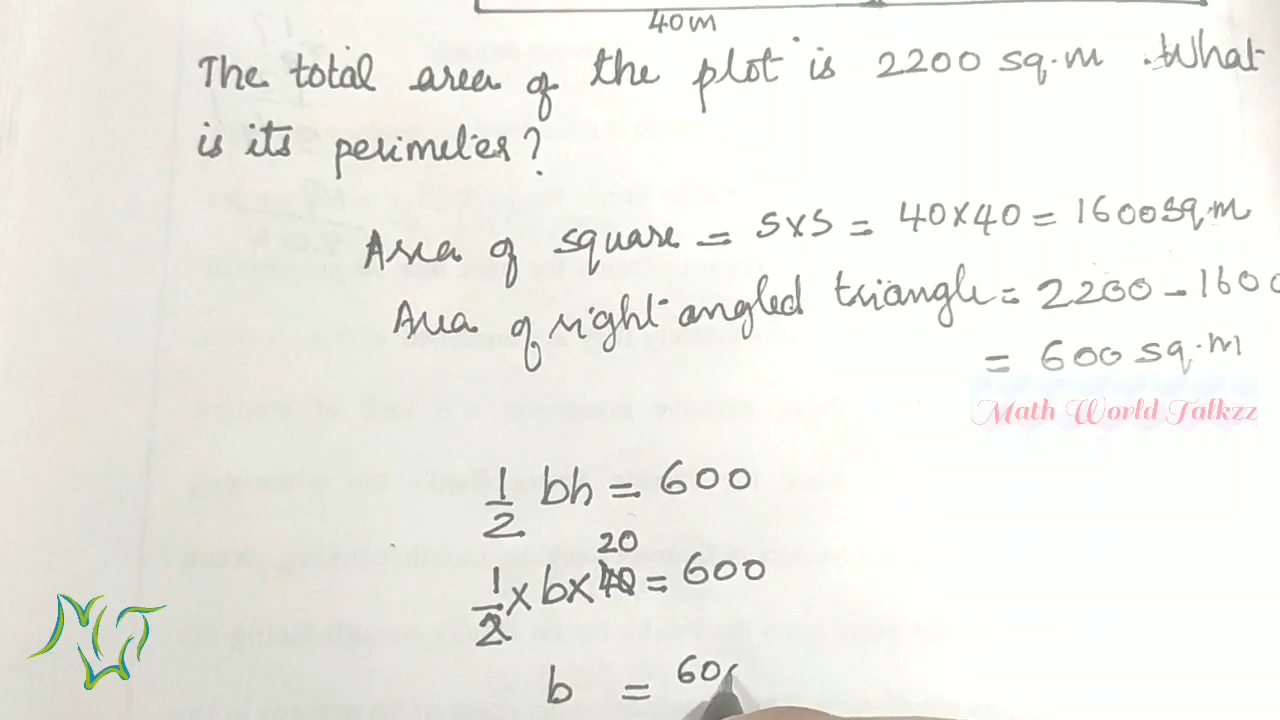 40m
The total area of the plot is 2200 sq.m. What
is its perimeter?
Area of square = S×S = 40×40 = 1600 sq.m
Area of right angled triangle = 2200 - 1600
= 600 sq.m
Math World Talkzz
1/2 bh = 600
20
1/2 × b × 40 = 600
b = 60
MT